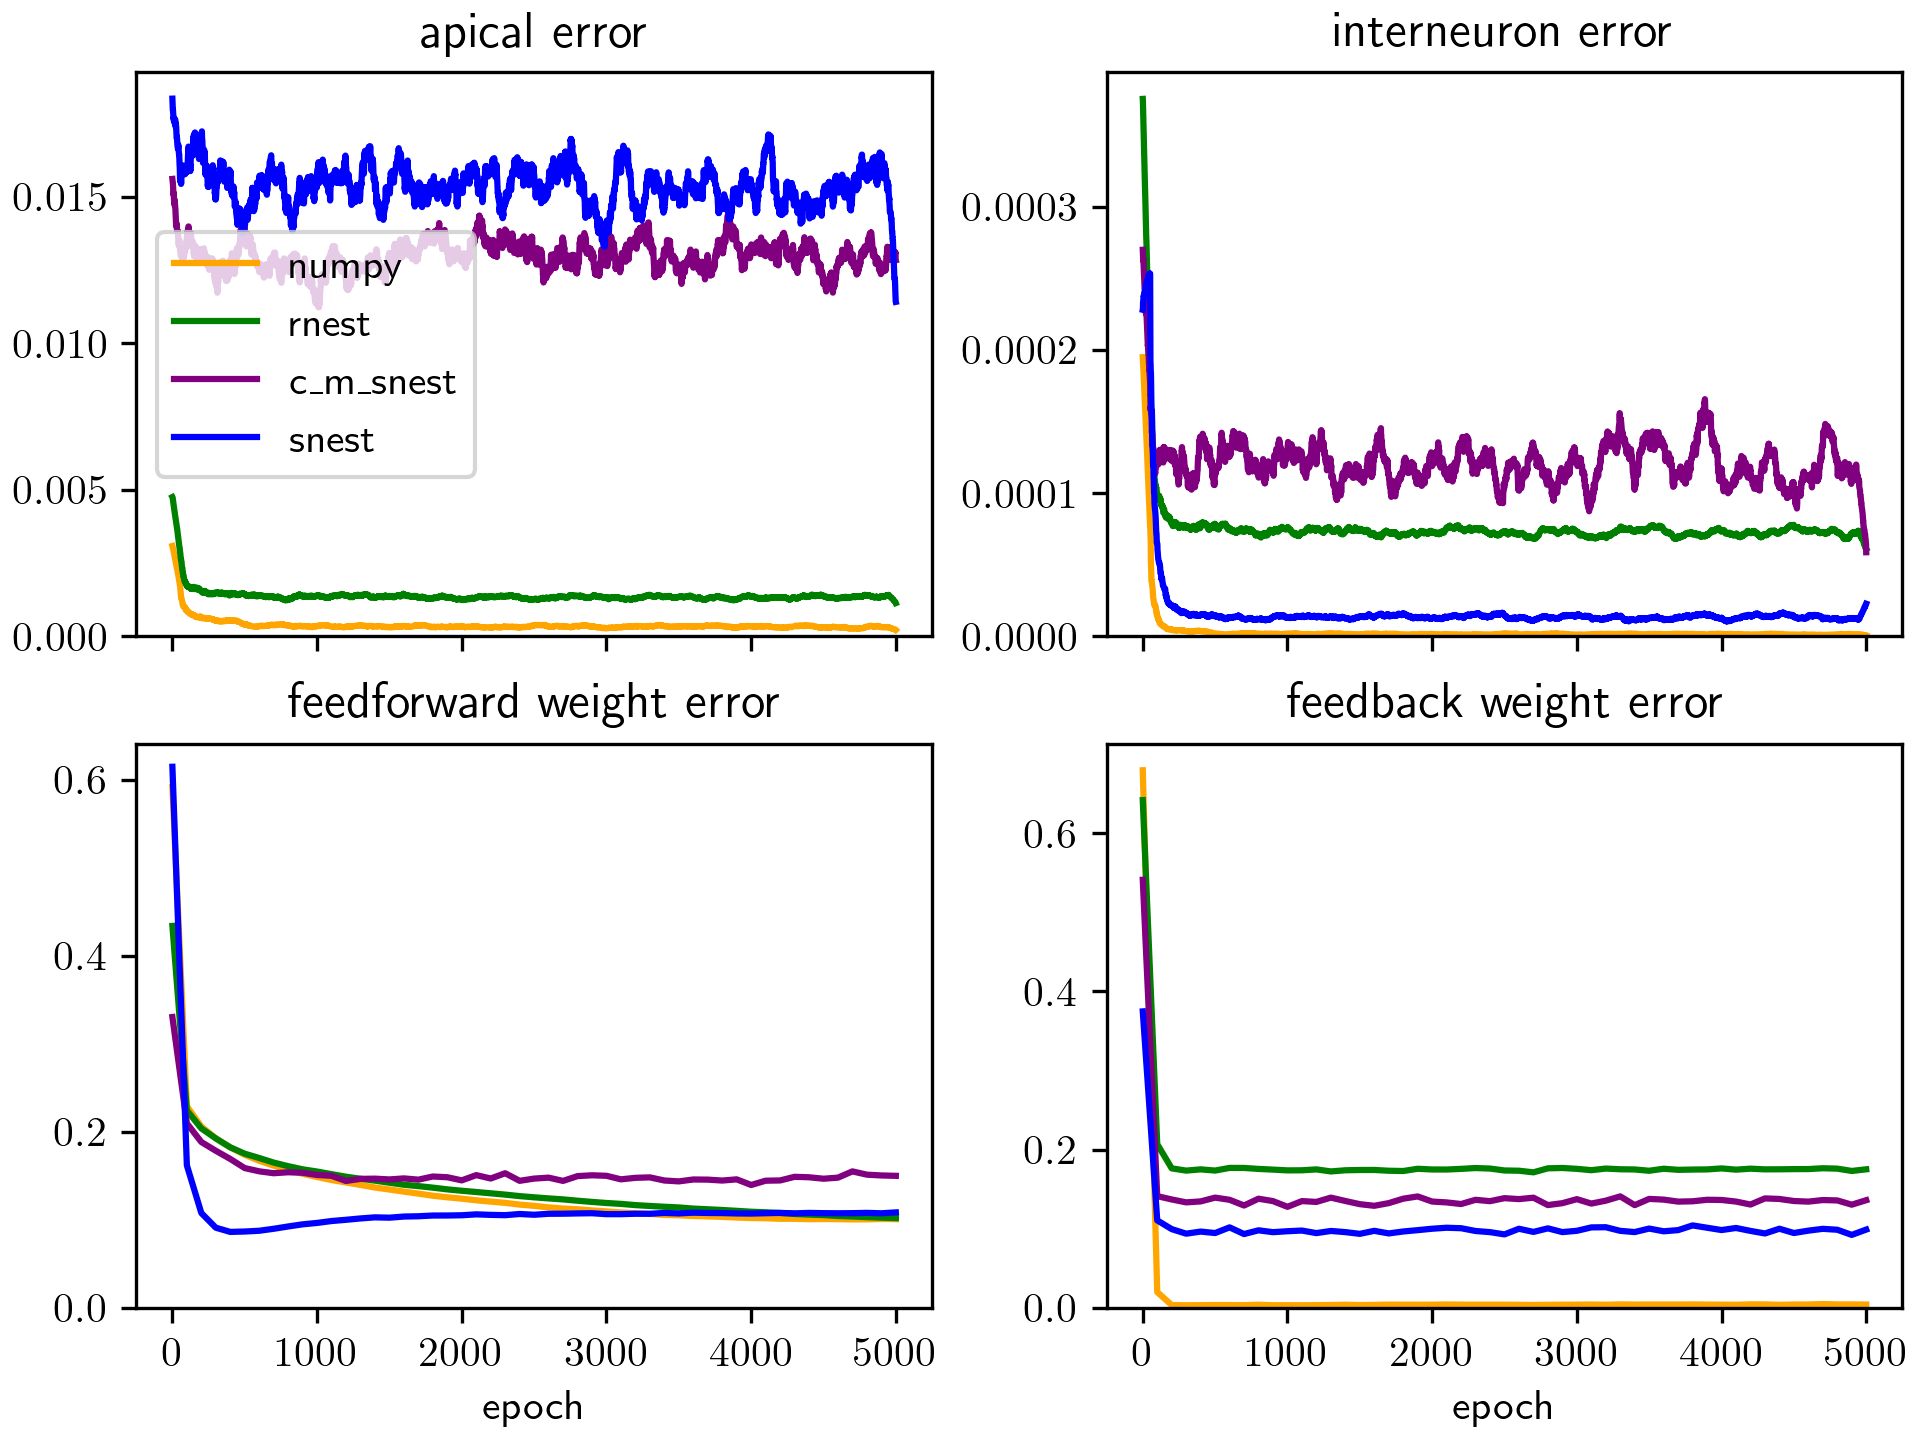 apical error
0.015
0.010
0.005
0.000
numpy
rnest
c_m_snest
snest
interneuron error
0.0003
0.0002
0.0001
0.0000
feedforward weight error
0.6
0.4
0.2
0.0
0 1000 2000 3000 4000 5000
epoch
feedback weight error
0.6
0.4
0.2
0.0
0 1000 2000 3000 4000 5000
epoch